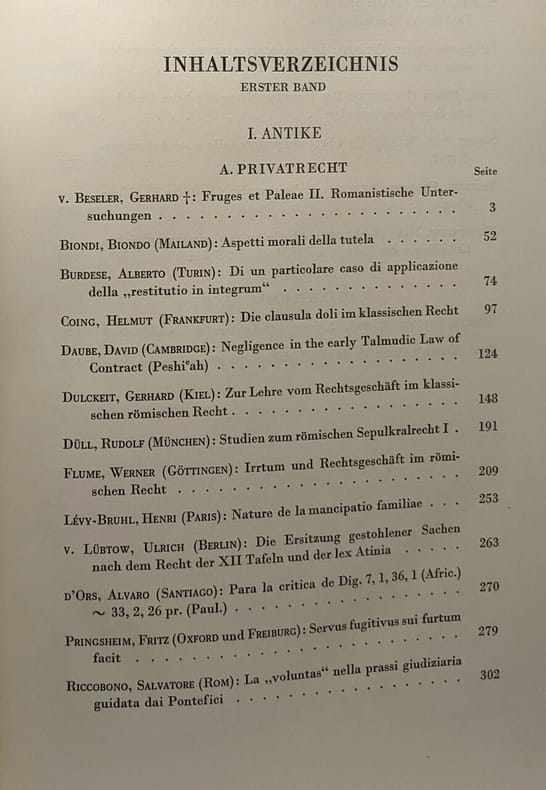 INHALTSVERZEICHNIS
ERSTER BAND
I. ANTIKE
A. PRIVATRECHT
Seite
v. BESELER, GERHARD †: Fruges et Paleae II. Romanistische Unter-
suchungen . . . . . . . . . . . . . . . . . . . . . . . 3
BIONDI, BIONDO (MAILAND): Aspetti morali della tutela . . . . . . 52
BURDESE, ALBERTO (TURIN): Di un particolare caso di applicazione
della „restitutio in integrum“ . . . . . . . . . . . . . 74
COING, HELMUT (FRANKFURT): Die clausula doli im klassischen Recht 97
DAUBE, DAVID (CAMBRIDGE): Negligence in the early Talmudic Law of
Contract (Peshiᵉah) . . . . . . . . . . . . . . . . . . 124
DULCKEIT, GERHARD (KIEL): Zur Lehre vom Rechtsgeschäft im klassi-
schen römischen Recht . . . . . . . . . . . . . . . . . 148
DÜLL, RUDOLF (MÜNCHEN): Studien zum römischen Sepulkralrecht I . 191
FLUME, WERNER (GÖTTINGEN): Irrtum und Rechtsgeschäft im römi-
schen Recht . . . . . . . . . . . . . . . . . . . . . . 209
LÉVY-BRUHL, HENRI (PARIS): Nature de la mancipatio familiae . . . 253
v. LÜBTOW, ULRICH (BERLIN): Die Ersitzung gestohlener Sachen
nach dem Recht der XII Tafeln und der lex Atinia . . . . . 263
D'ORS, ALVARO (SANTIAGO): Para la critica de Dig. 7, 1, 36, 1 (Afric.)
~ 33, 2, 26 pr. (Paul.) . . . . . . . . . . . . . . . . . 270
PRINGSHEIM, FRITZ (OXFORD und FREIBURG): Servus fugitivus sui furtum
facit . . . . . . . . . . . . . . . . . . . . . . . . . 279
RICCOBONO, SALVATORE (ROM): La „voluntas“ nella prassi giudiziaria
guidata dai Pontefici . . . . . . . . . . . . . . . . . 302